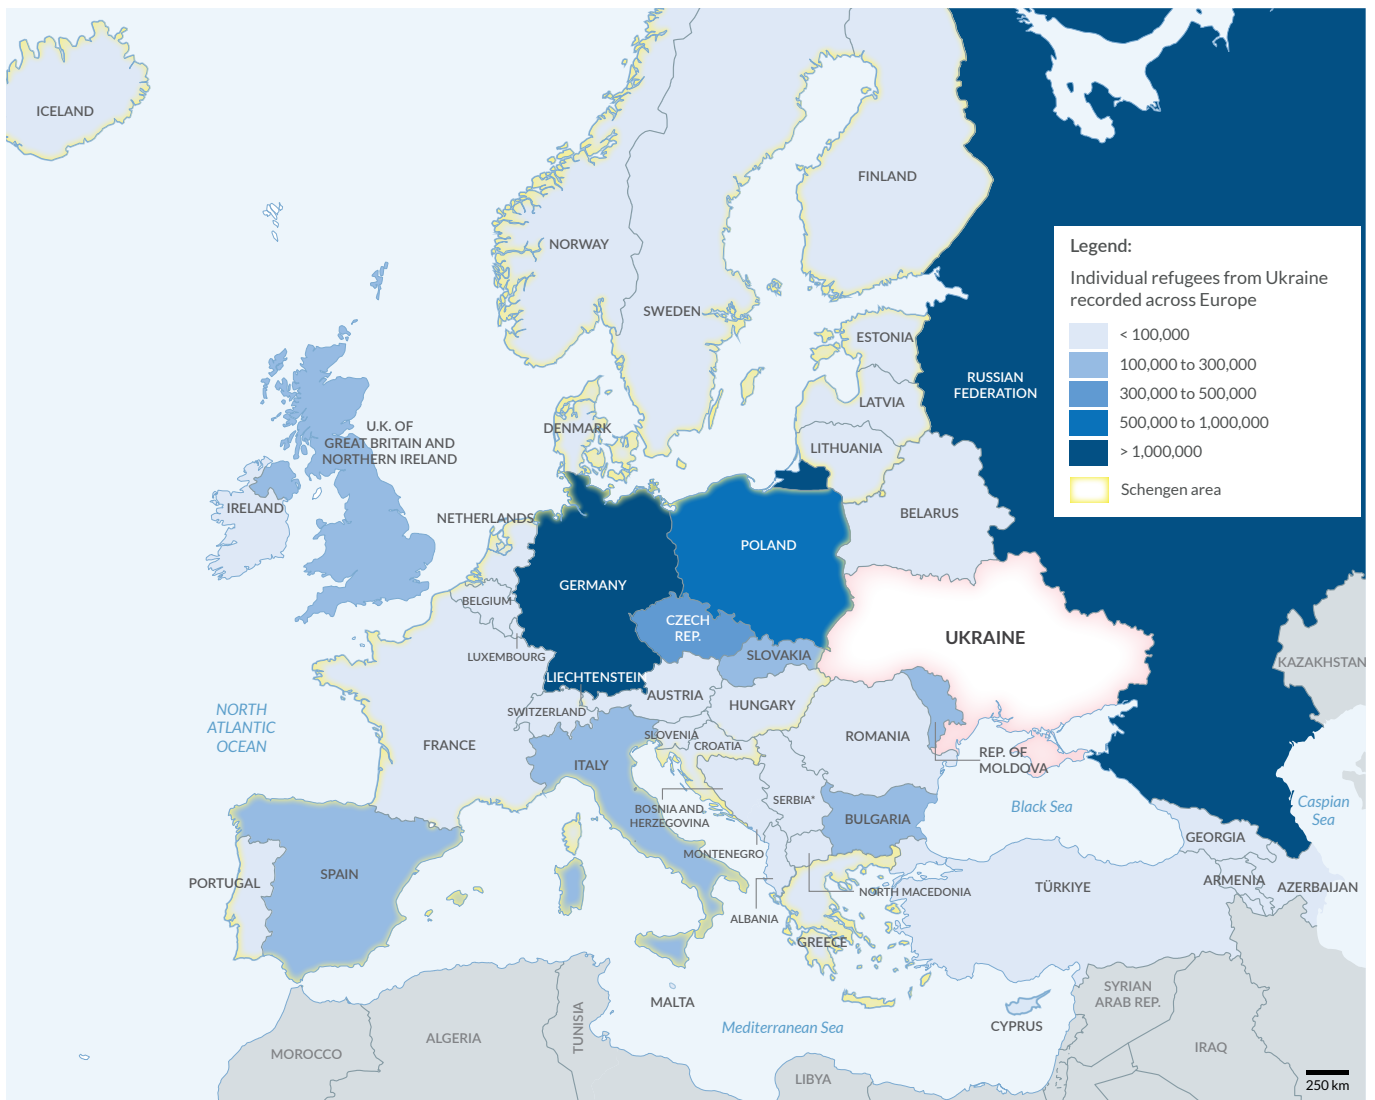 ICELAND
FINLAND
NORWAY
SWEDEN
Legend:
Individual refugees from Ukraine
recorded across Europe
< 100,000
100,000 to 300,000
300,000 to 500,000
500,000 to 1,000,000
> 1,000,000
Schengen area
ESTONIA
RUSSIAN
FEDERATION
LATVIA
DENMARK
U.K. OF
GREAT BRITAIN AND
NORTHERN IRELAND
LITHUANIA
IRELAND
NETHERLANDS
BELARUS
POLAND
GERMANY
BELGIUM
CZECH
REP.
UKRAINE
LUXEMBOURG
SLOVAKIA
KAZAKHSTAN
LIECHTENSTEIN
AUSTRIA
HUNGARY
SWITZERLAND
NORTH
ATLANTIC
OCEAN
SLOVENIA
CROATIA
ROMANIA
FRANCE
REP. OF
MOLDOVA
ITALY
SERBIA*
BOSNIA AND
HERZEGOVINA
Black Sea
Caspian
Sea
BULGARIA
GEORGIA
MONTENEGRO
SPAIN
PORTUGAL
NORTH MACEDONIA
TÜRKIYE
ARMENIA
AZERBAIJAN
ALBANIA
GREECE
SYRIAN
ARAB REP.
MALTA
Mediterranean Sea
CYPRUS
TUNISIA
ALGERIA
MOROCCO
IRAQ
LIBYA
250 km